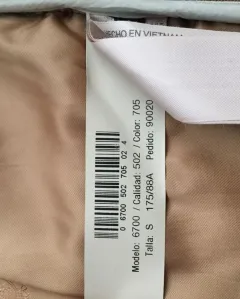 ECHO EN VIETNAM
0 6700 502 705 02 4
Modelo: 6700 / Calidad: 502 / Color: 705
Talla: S 175/88A Pedido: 90020